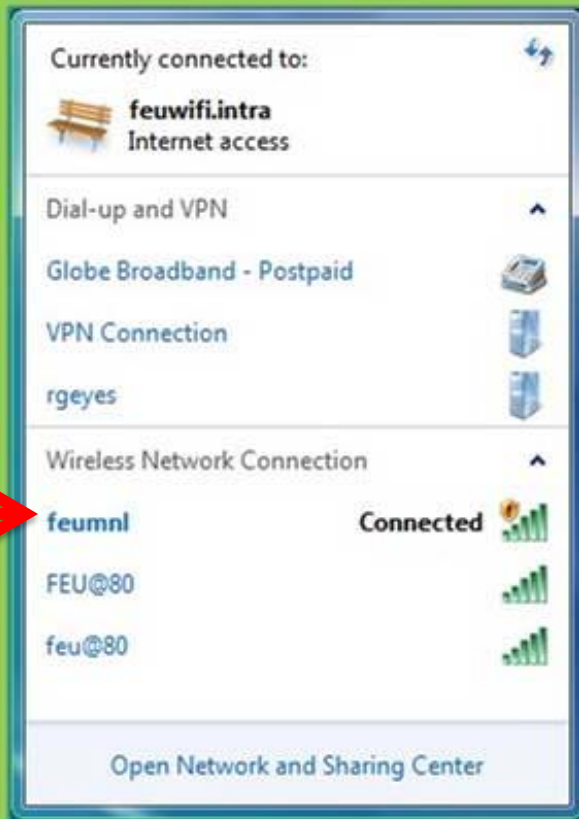 Currently connected to:
feuwifi.intra
Internet access
Dial-up and VPN
Globe Broadband - Postpaid
VPN Connection
rgeyes
Wireless Network Connection
feumnl Connected
FEU@80
feu@80
Open Network and Sharing Center